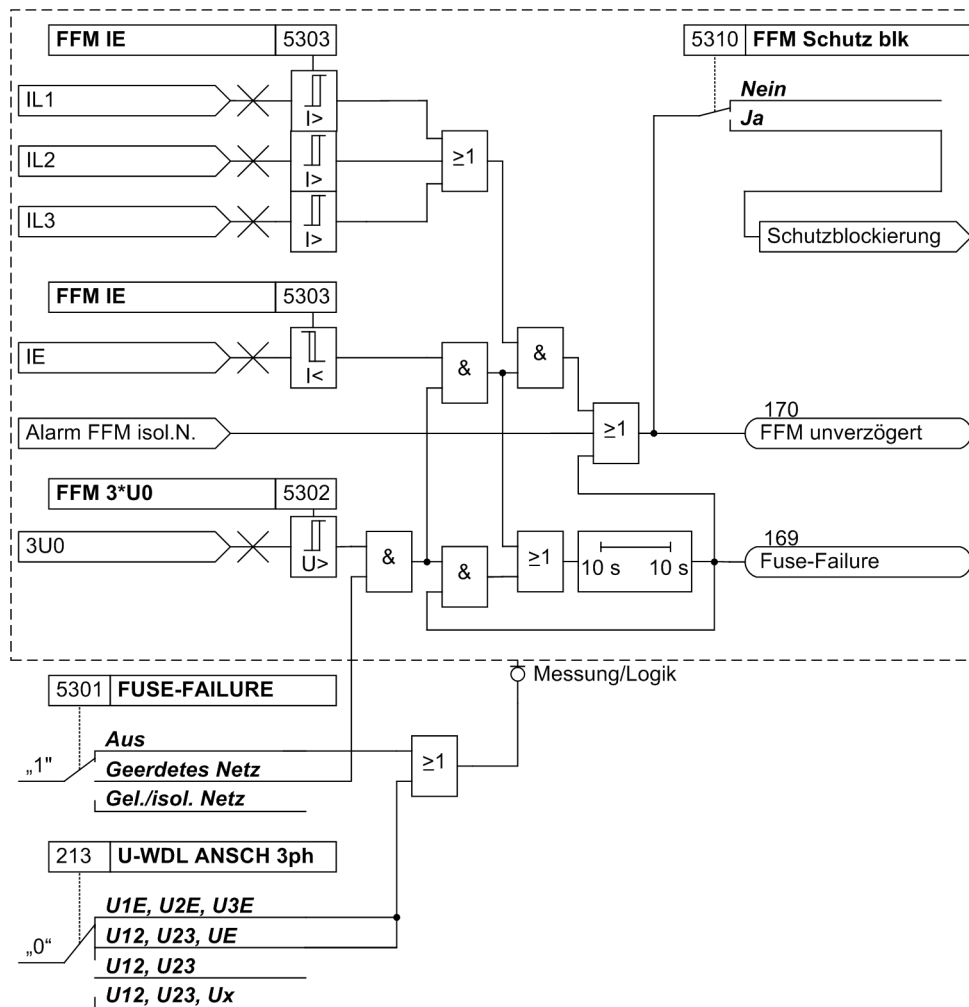 FFM IE 5303
5310 FFM Schutz blk
IL1
I>
Nein
Ja
IL2
I>
≥1
IL3
I>
Schutzblockierung
FFM IE 5303
IE
I<
&
&
Alarm FFM isol.N.
≥1
170
FFM unverzögert
FFM 3*U0 5302
3U0
U>
&
&
≥1
10 s 10 s
169
Fuse-Failure
Messung/Logik
5301 FUSE-FAILURE
„1"
Aus
Geerdetes Netz
Gel./isol. Netz
≥1
213 U-WDL ANSCH 3ph
„0“
U1E, U2E, U3E
U12, U23, UE
U12, U23
U12, U23, Ux